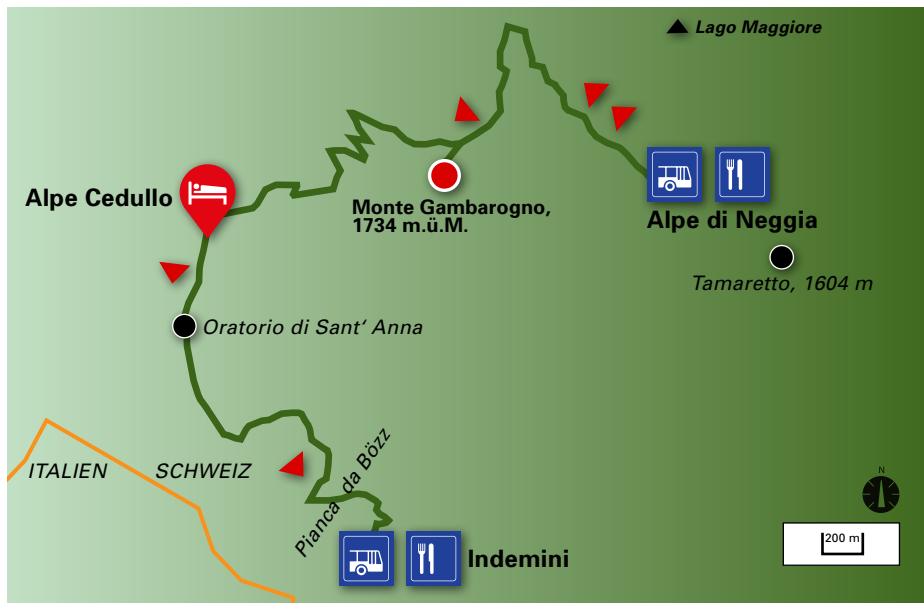 Lago Maggiore
Alpe Cedullo
Monte Gambarogno,
1734 m.ü.M.
Alpe di Neggia
Tamaretto, 1604 m
Oratorio di Sant‘ Anna
ITALIEN
SCHWEIZ
Pianca da Bözz
N
200 m
Indemini